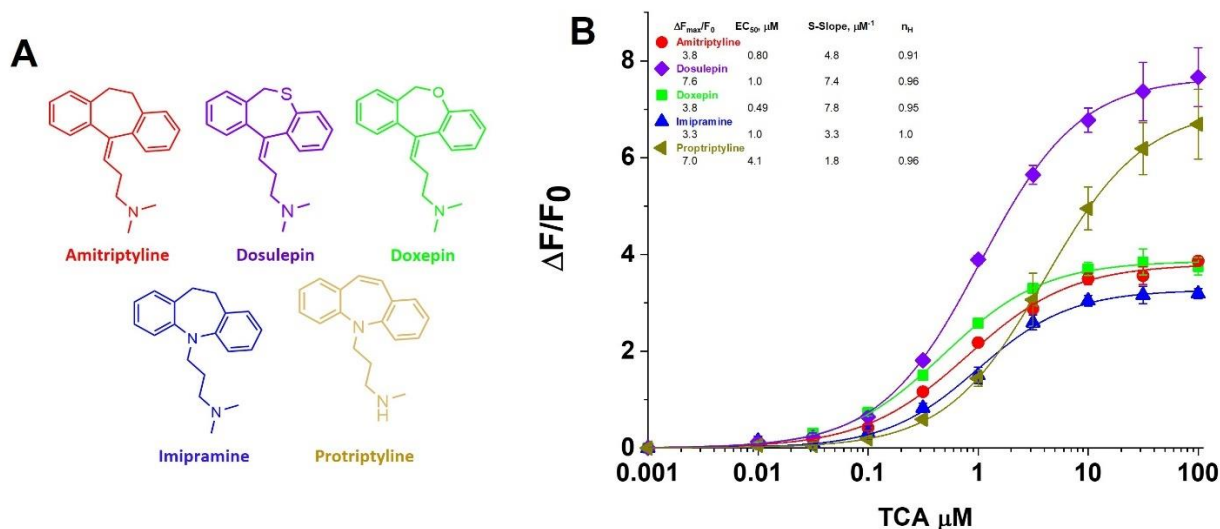 A
S
O
N
N
N
Amitriptyline
Dosulepin
Doxepin
N
N
N
N
H
Imipramine
Protriptyline
B
ΔFmax/F0 EC50, μM S-Slope, μM-1 nH
Amitriptyline
3.8 0.80 4.8 0.91
Dosulepin
7.6 1.0 7.4 0.96
Doxepin
3.8 0.49 7.8 0.95
Imipramine
3.3 1.0 3.3 1.0
Proptriptyline
7.0 4.1 1.8 0.96
ΔF/F0
8
6
4
2
0
0.001 0.01 0.1 1 10 100
TCA μM